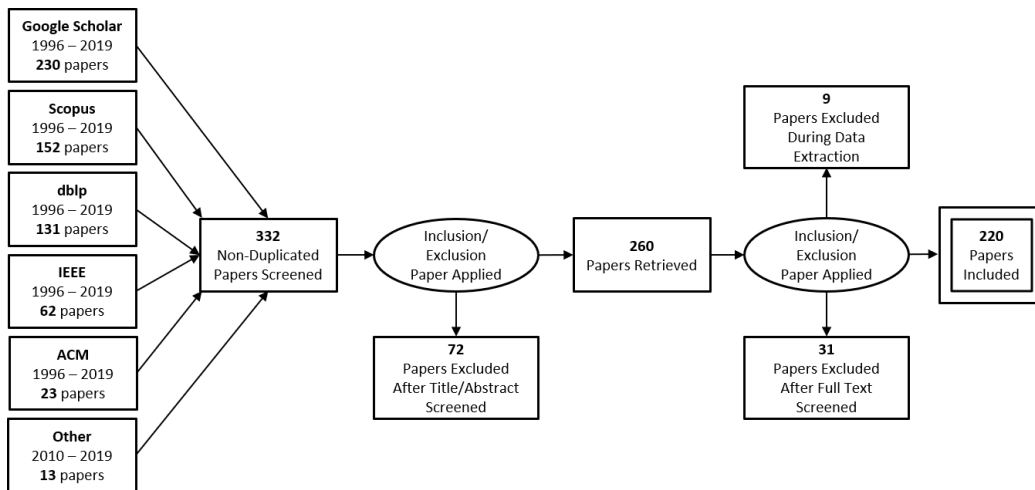 Google Scholar
1996 – 2019
230 papers
Scopus
1996 – 2019
152 papers
dblp
1996 – 2019
131 papers
IEEE
1996 – 2019
62 papers
ACM
1996 – 2019
23 papers
Other
2010 – 2019
13 papers
332
Non-Duplicated
Papers Screened
Inclusion/
Exclusion
Paper Applied
72
Papers Excluded
After Title/Abstract
Screened
260
Papers Retrieved
Inclusion/
Exclusion
Paper Applied
9
Papers Excluded
During Data
Extraction
31
Papers Excluded
After Full Text
Screened
220
Papers
Included